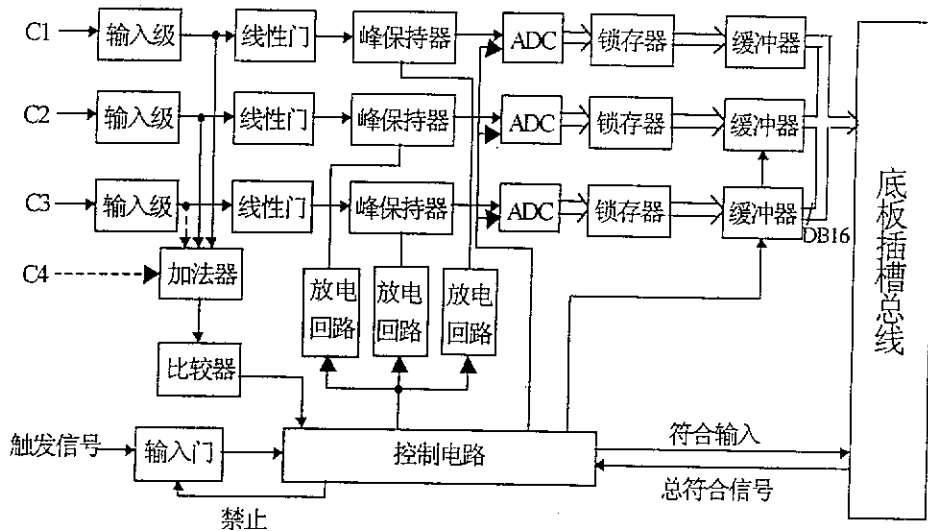 C1 输入级 线性门 峰保持器 ADC 锁存器 缓冲器
C2 输入级 线性门 峰保持器 ADC 锁存器 缓冲器
C3 输入级 线性门 峰保持器 ADC 锁存器 缓冲器
DB16
底板插槽总线
C4 加法器
放电
回路
放电
回路
放电
回路
比较器
触发信号 输入门 控制电路
符合输入
总符合信号
禁止